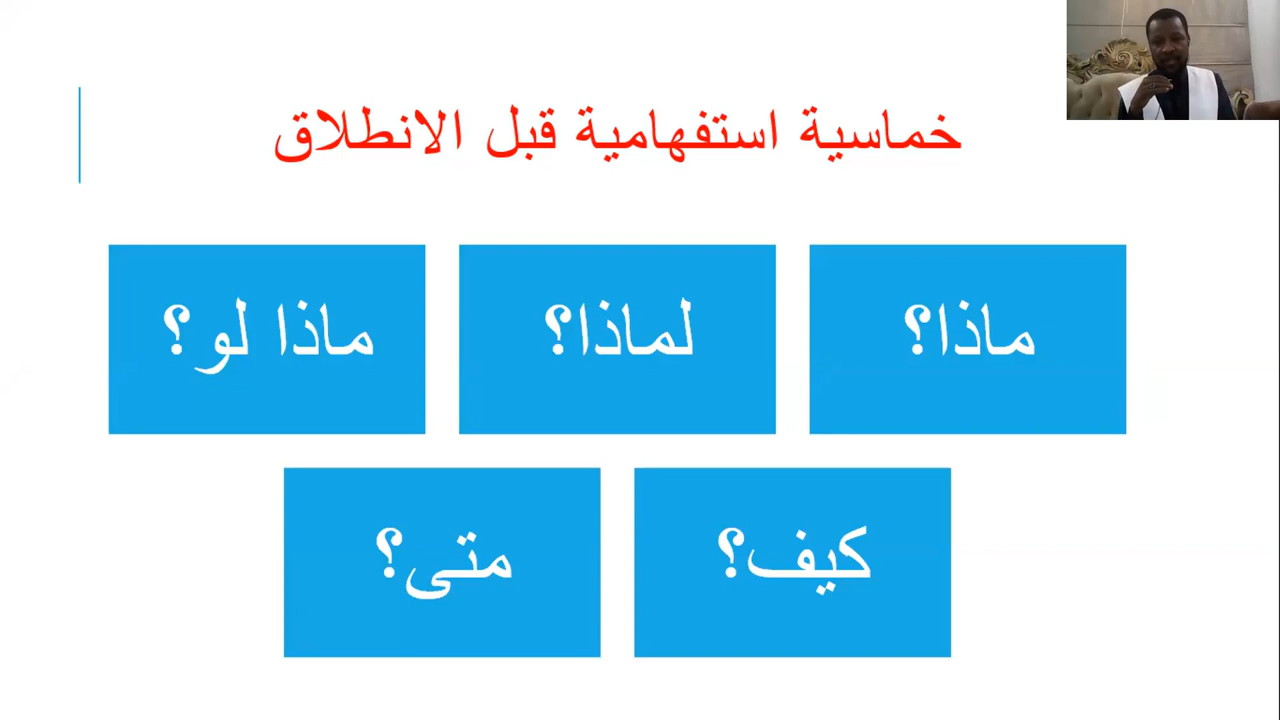 خماسية استفهامية قبل الانطلاق
ماذا؟
لماذا؟
ماذا لو؟
كيف؟
متى؟